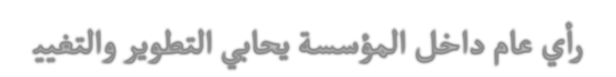 رأي عام داخل المؤسسة يحابي التطوير والتغيير